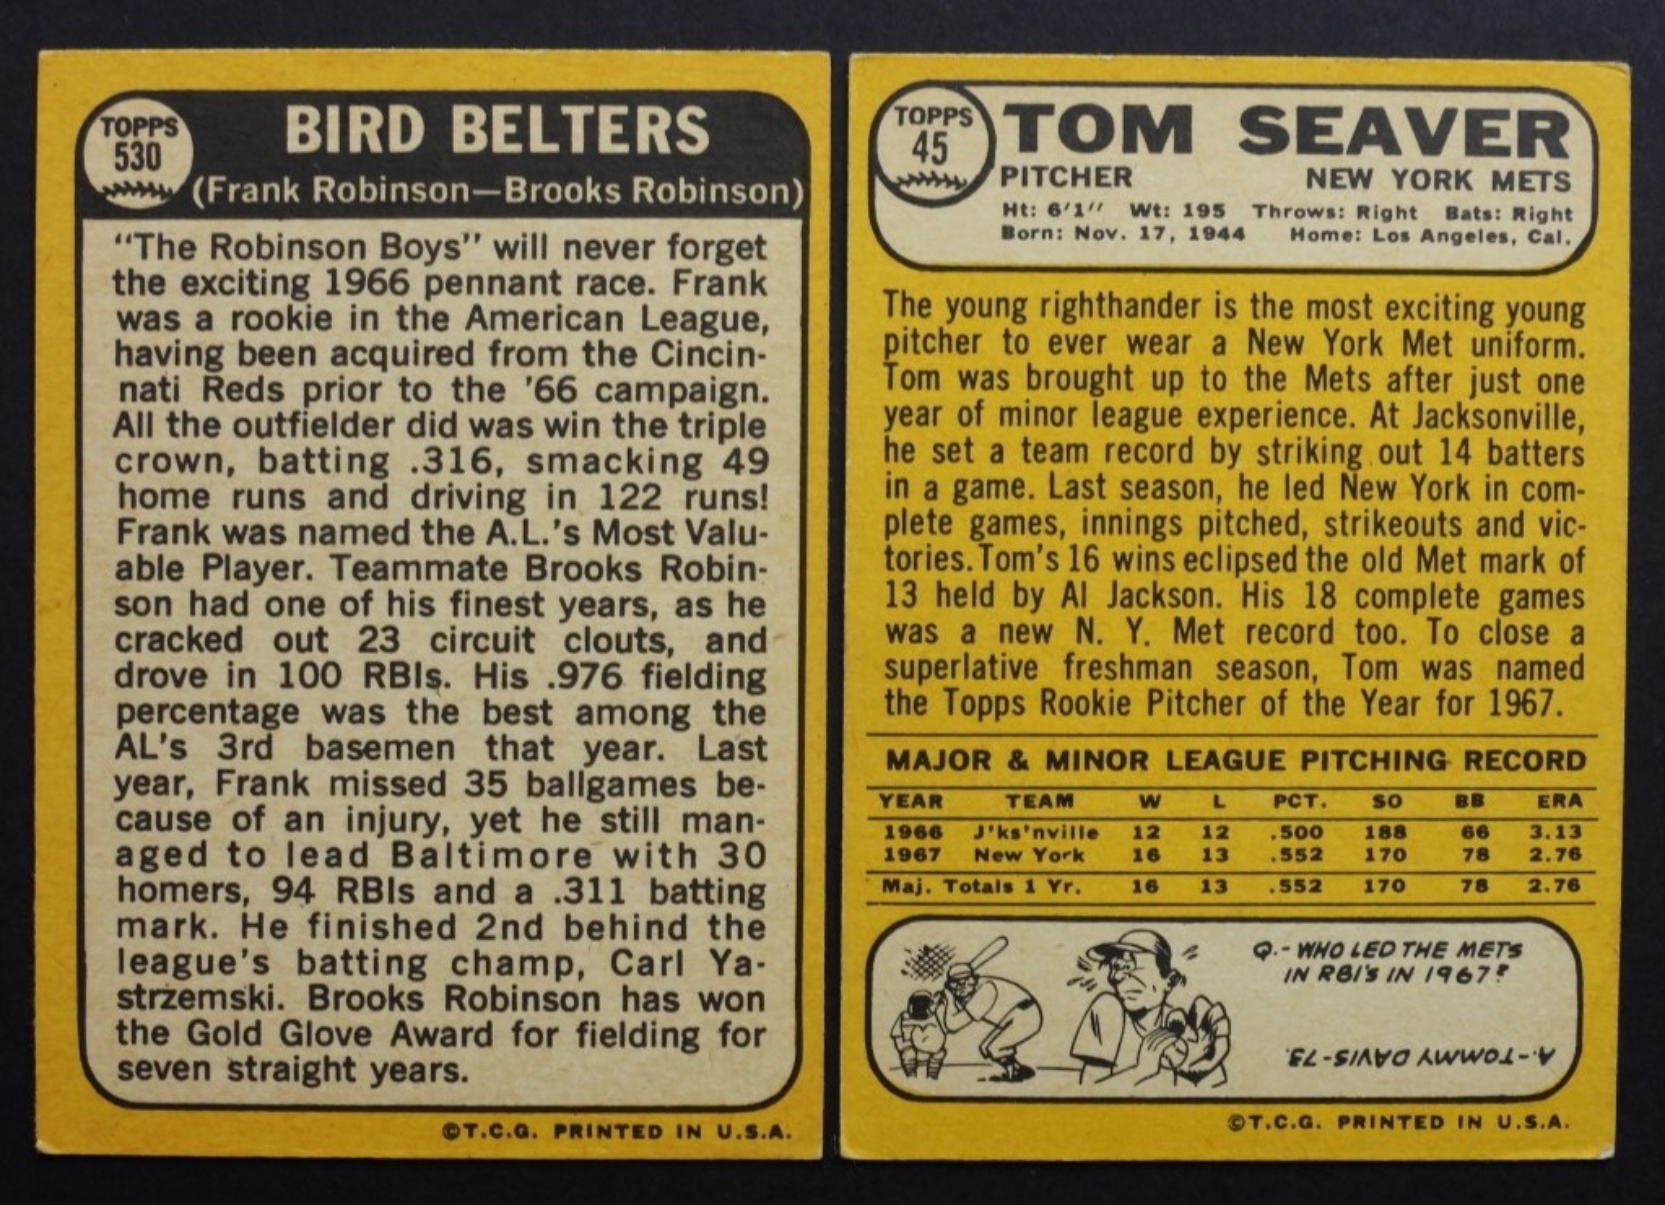 TOPPS
530
BIRD BELTERS
(Frank Robinson—Brooks Robinson)
“The Robinson Boys” will never forget
the exciting 1966 pennant race. Frank
was a rookie in the American League,
having been acquired from the Cincin-
nati Reds prior to the '66 campaign.
All the outfielder did was win the triple
crown, batting .316, smacking 49
home runs and driving in 122 runs!
Frank was named the A.L.'s Most Valu-
able Player. Teammate Brooks Robin-
son had one of his finest years, as he
cracked out 23 circuit clouts, and
drove in 100 RBIs. His .976 fielding
percentage was the best among the
AL's 3rd basemen that year. Last
year, Frank missed 35 ballgames be-
cause of an injury, yet he still man-
aged to lead Baltimore with 30
homers, 94 RBIs and a .311 batting
mark. He finished 2nd behind the
league's batting champ, Carl Ya-
strzemski. Brooks Robinson has won
the Gold Glove Award for fielding for
seven straight years.
©T.C.G. PRINTED IN U.S.A.
TOPPS
45
TOM SEAVER
PITCHER NEW YORK METS
Ht: 6'1" Wt: 195 Throws: Right Bats: Right
Born: Nov. 17, 1944 Home: Los Angeles, Cal.
The young righthander is the most exciting young
pitcher to ever wear a New York Met uniform.
Tom was brought up to the Mets after just one
year of minor league experience. At Jacksonville,
he set a team record by striking out 14 batters
in a game. Last season, he led New York in com-
plete games, innings pitched, strikeouts and vic-
tories. Tom's 16 wins eclipsed the old Met mark of
13 held by Al Jackson. His 18 complete games
was a new N. Y. Met record too. To close a
superlative freshman season, Tom was named
the Topps Rookie Pitcher of the Year for 1967.
MAJOR & MINOR LEAGUE PITCHING RECORD
YEAR TEAM W L PCT. SO BB ERA
1966 J'ks'nville 12 12 .500 188 66 3.13
1967 New York 16 13 .552 170 78 2.76
Maj. Totals 1 Yr. 16 13 .552 170 78 2.76
Q.-WHO LED THE METS
IN RBI'S IN 1967?
A.-TOMMY DAVIS-73.
©T.C.G. PRINTED IN U.S.A.